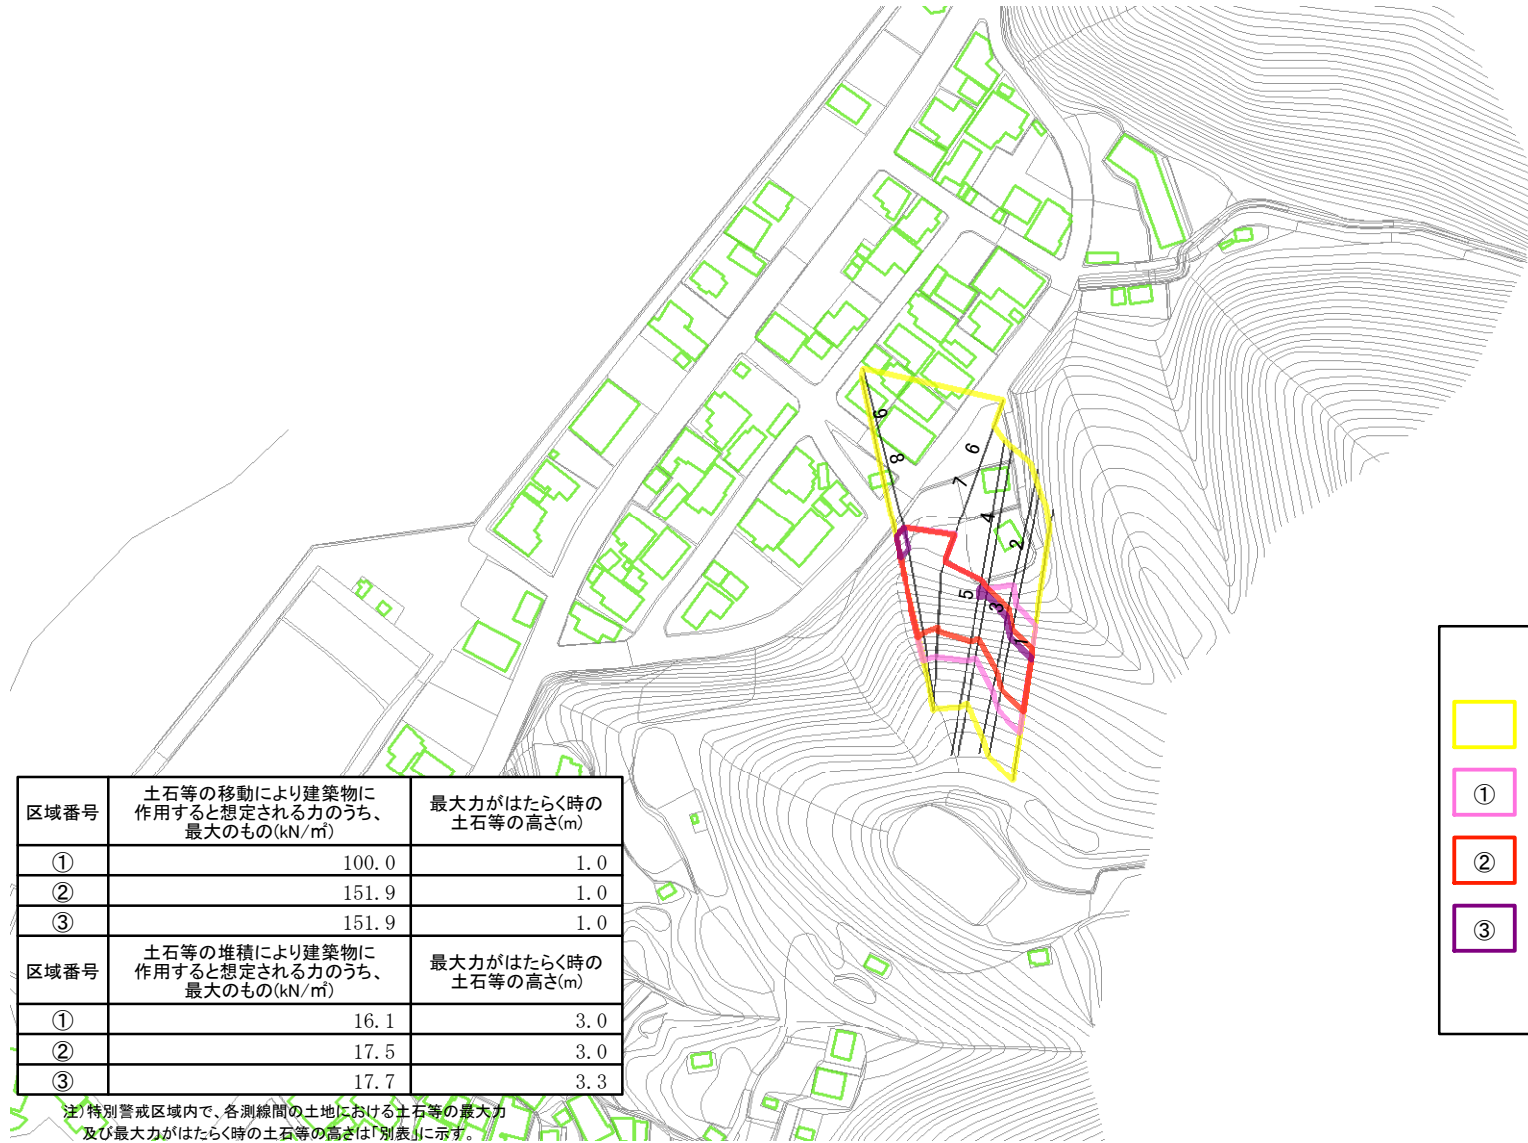 6
8
6
7
4
2
5
3
1
区域番号
土石等の移動により建築物に
作用すると想定される力のうち、
最大のもの(kN/㎡)
最大力がはたらく時の
土石等の高さ(m)
① 100.0 1.0
② 151.9 1.0
③ 151.9 1.0
区域番号
土石等の堆積により建築物に
作用すると想定される力のうち、
最大のもの(kN/㎡)
最大力がはたらく時の
土石等の高さ(m)
① 16.1 3.0
② 17.5 3.0
③ 17.7 3.3
注)特別警戒区域内で、各測線間の土地における土石等の最大力
及び最大力がはたらく時の土石等の高さは「別表」に示す。
①
②
③